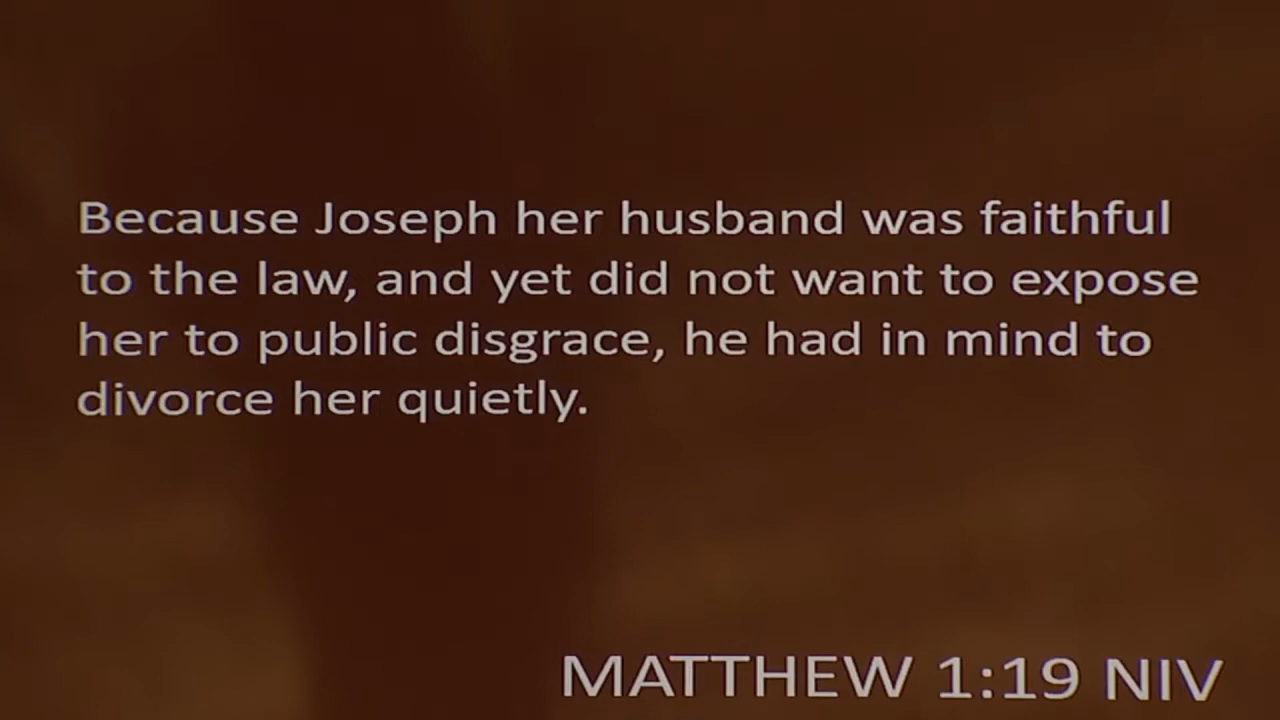 Because Joseph her husband was faithful
to the law, and yet did not want to expose
her to public disgrace, he had in mind to
divorce her quietly.
MATTHEW 1:19 NIV